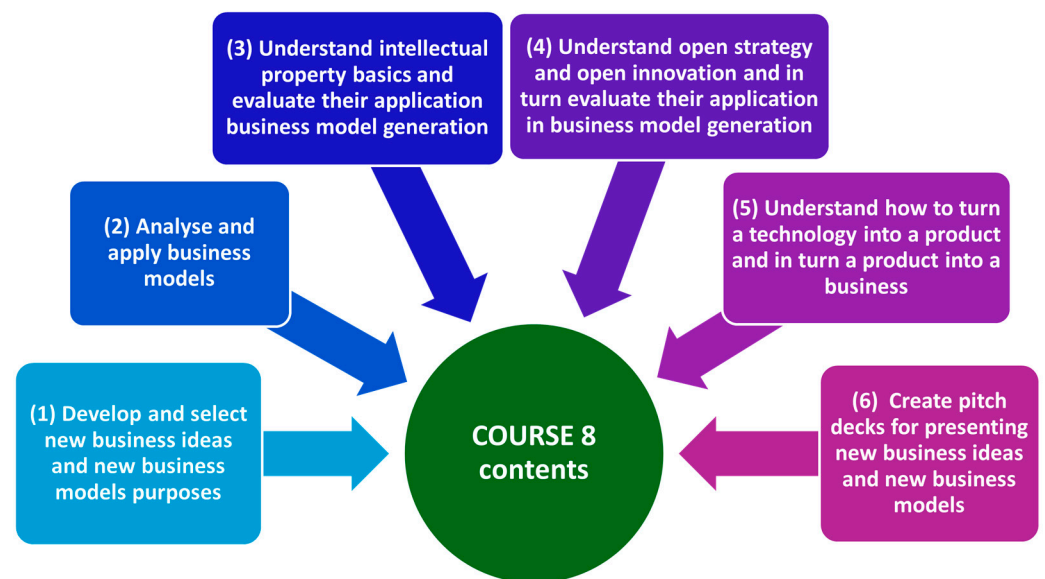 (1) Develop and select
new business ideas
and new business
models purposes
(2) Analyse and
apply business
models
(3) Understand intellectual
property basics and
evaluate their application
business model generation
(4) Understand open strategy
and open innovation and in
turn evaluate their application
in business model generation
(5) Understand how to turn
a technology into a product
and in turn a product into a
business
(6) Create pitch
decks for presenting
new business ideas
and new business
models
COURSE 8
contents